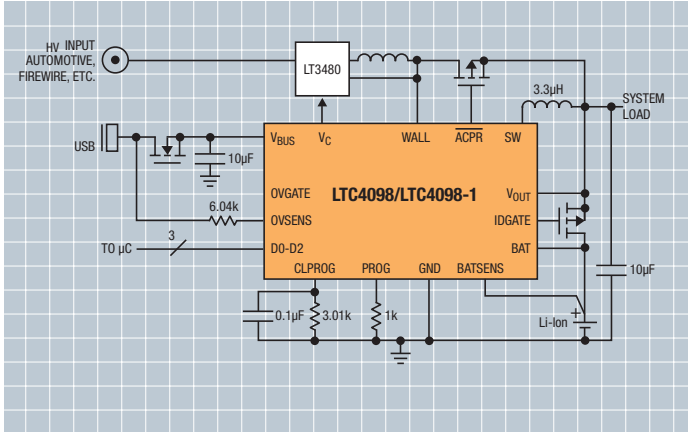 HV INPUT
AUTOMOTIVE,
FIREWIRE, ETC.
LT3480
3.3µH
SYSTEM
LOAD
USB
10µF
VBUS
VC
WALL
ACPR
SW
OVGATE
LTC4098/LTC4098-1
VOUT
6.04k
OVSENS
IDGATE
TO µC
3
D0-D2
BAT
CLPROG
PROG
GND
BATSENS
10µF
0.1µF
3.01k
1k
Li-Ion
+